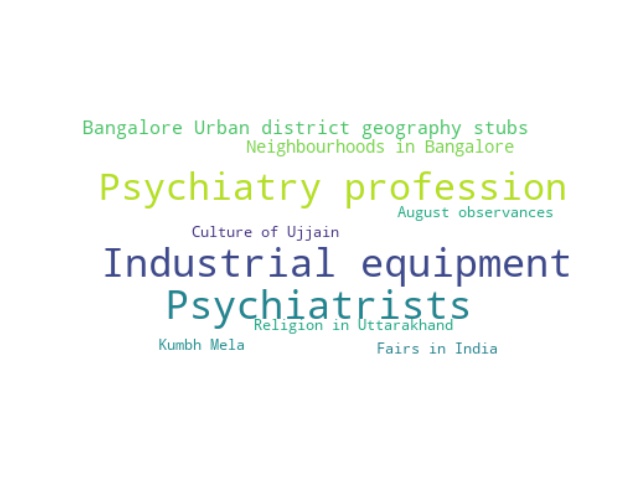 Bangalore Urban district geography stubs
Neighbourhoods in Bangalore
Psychiatry profession
August observances
Culture of Ujjain
Industrial equipment
Psychiatrists
Religion in Uttarakhand
Kumbh Mela
Fairs in India